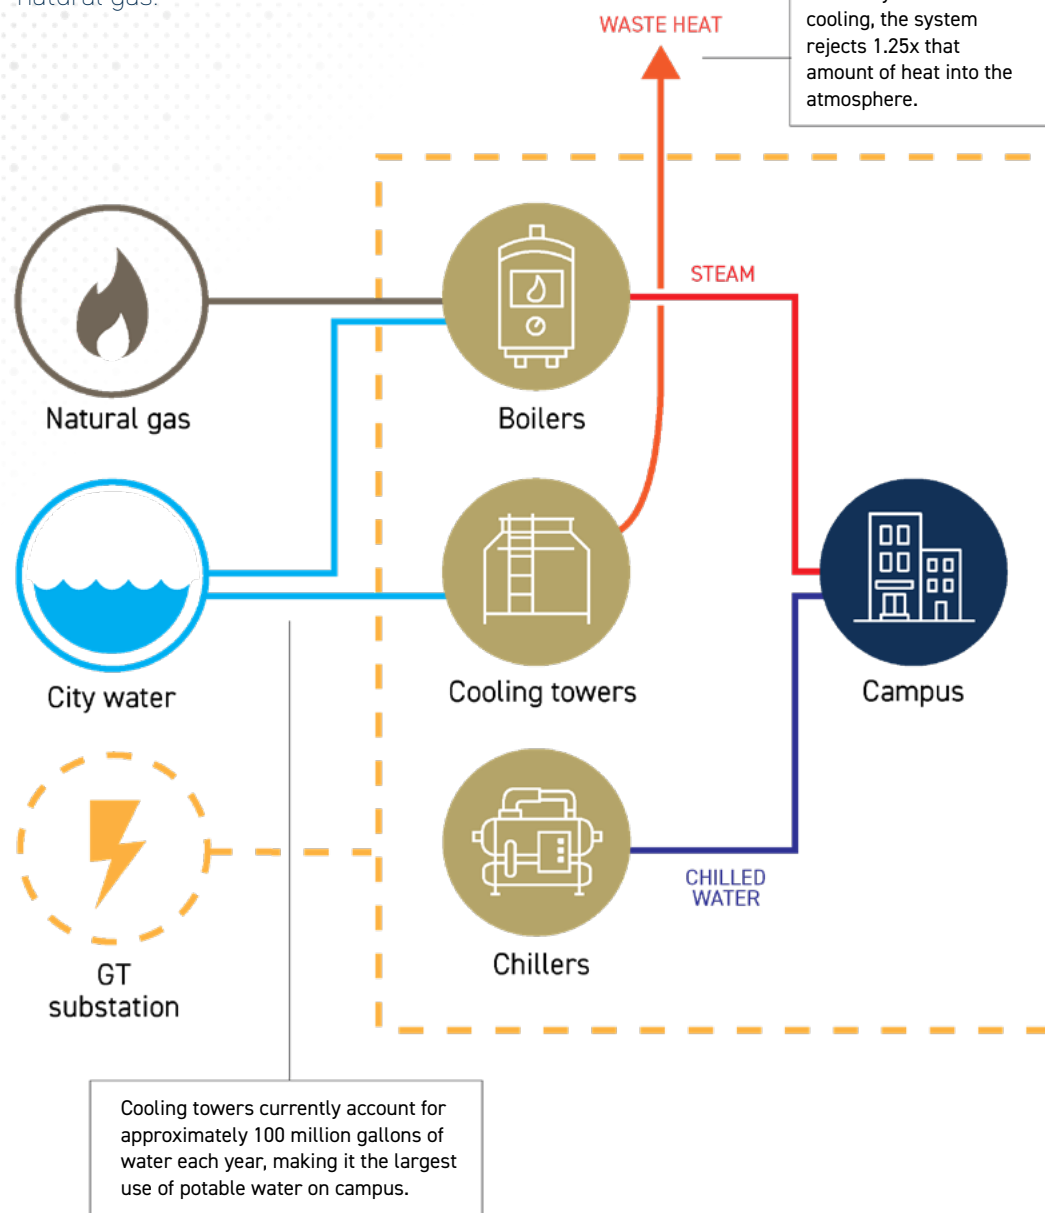 natural gas.
WASTE HEAT
cooling, the system
rejects 1.25x that
amount of heat into the
atmosphere.
STEAM
Natural gas
Boilers
City water
Cooling towers
Campus
CHILLED
WATER
GT
substation
Chillers
Cooling towers currently account for
approximately 100 million gallons of
water each year, making it the largest
use of potable water on campus.